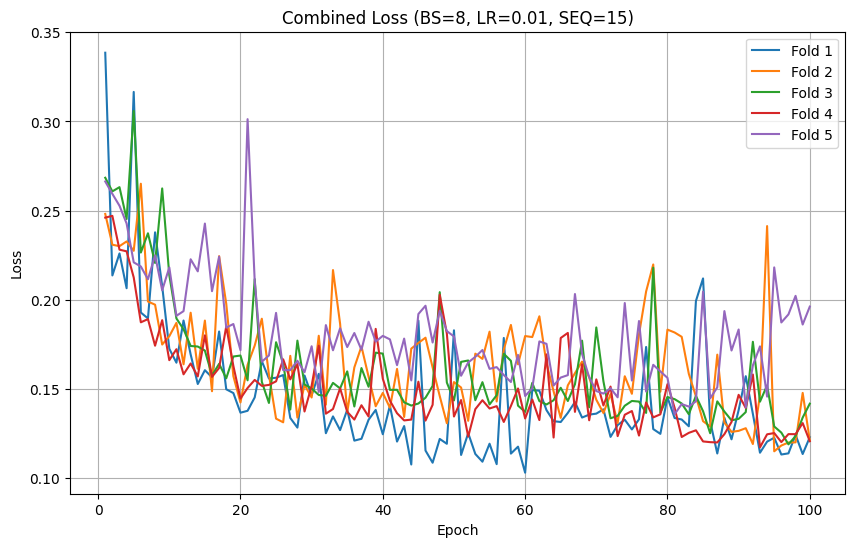 Combined Loss (BS=8, LR=0.01, SEQ=15)
Loss
0.35
0.30
0.25
0.20
0.15
0.10
Fold 1
Fold 2
Fold 3
Fold 4
Fold 5
0
20
40
60
80
100
Epoch